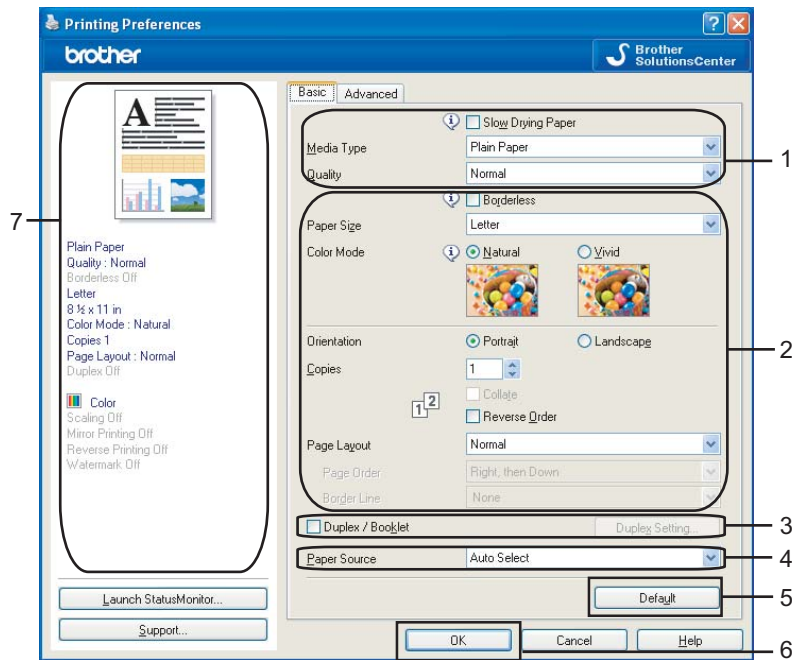 Printing Preferences
brother
Brother
SolutionsCenter
Basic
Advanced
Slow Drying Paper
Media Type
Plain Paper
Quality
Normal
1
Borderless
Paper Size
Letter
Color Mode
Natural
Vivid
Orientation
Portrait
Landscape
2
Copies
1
Collate
12
Reverse Order
Page Layout
Normal
Page Order
Right, then Down
Border Line
None
Duplex / Booklet
Duplex Setting...
3
Paper Source
Auto Select
4
Default
5
OK
Cancel
Help
6
7
A
Plain Paper
Quality : Normal
Borderless Off
Letter
8 ½ x 11 in
Color Mode : Natural
Copies 1
Page Layout : Normal
Duplex Off
Color
Scaling Off
Mirror Printing Off
Reverse Printing Off
Watermark Off
Launch StatusMonitor...
Support...